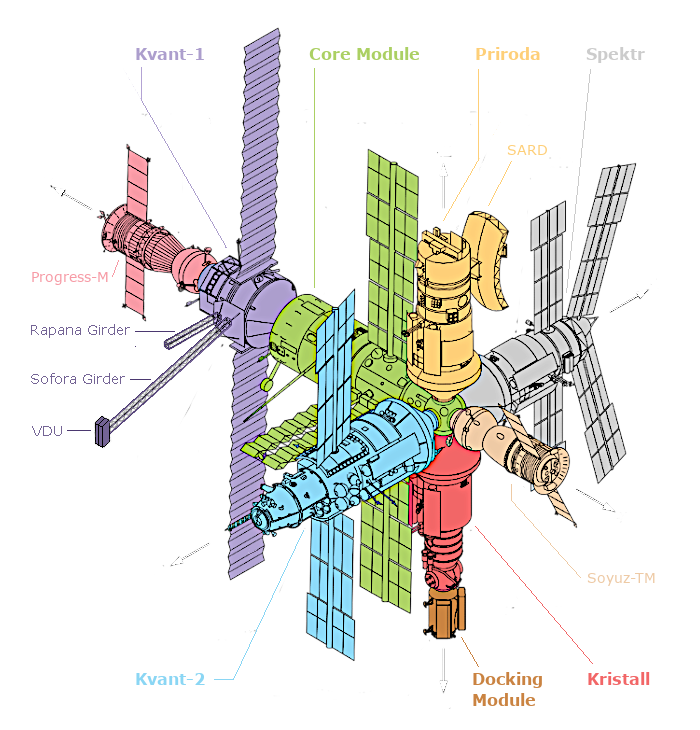 Kvant-1
Core Module
Priroda
Spektr
SARD
Progress-M
Rapana Girder
Sofora Girder
VDU
Soyuz-TM
Kvant-2
Docking
Module
Kristall